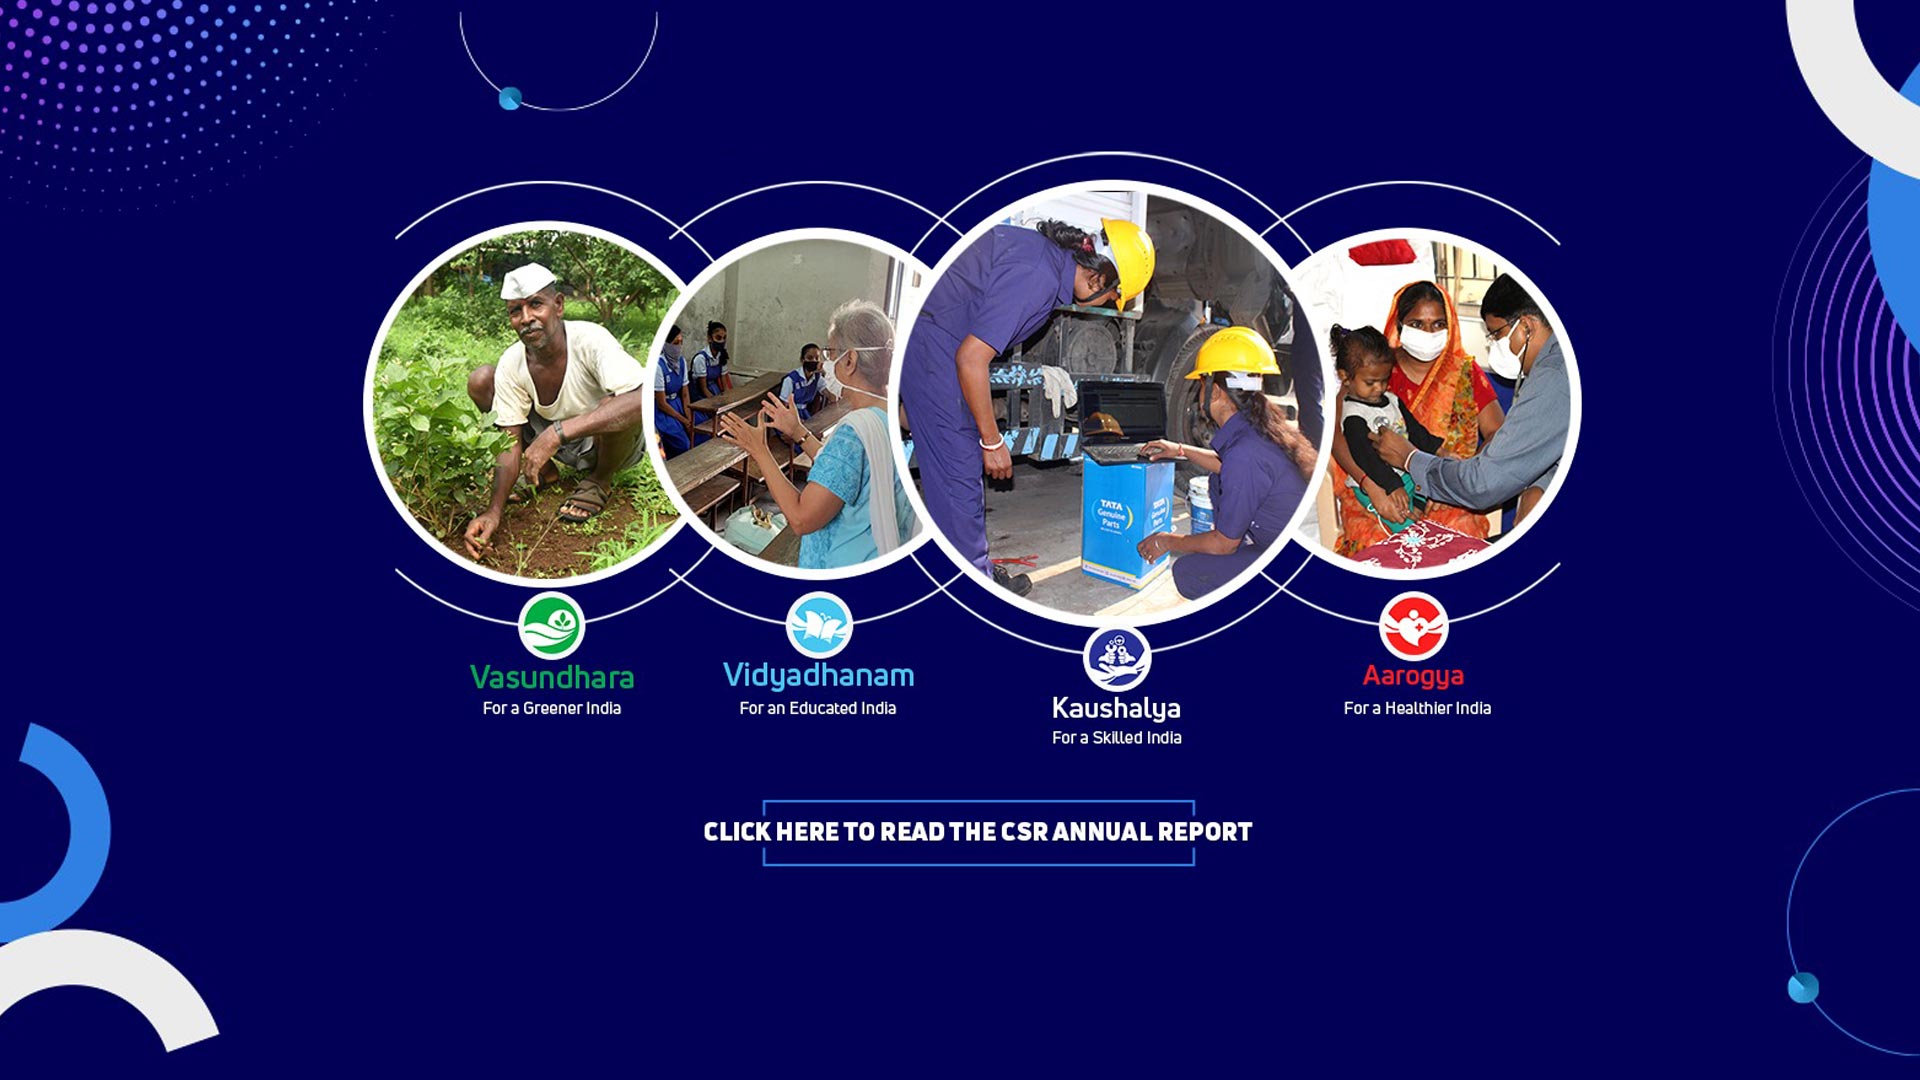 TATA
Genuine
Parts
Vasundhara
For a Greener India
Vidyadhanam
For an Educated India
Kaushalya
For a Skilled India
Aarogya
For a Healthier India
CLICK HERE TO READ THE CSR ANNUAL REPORT